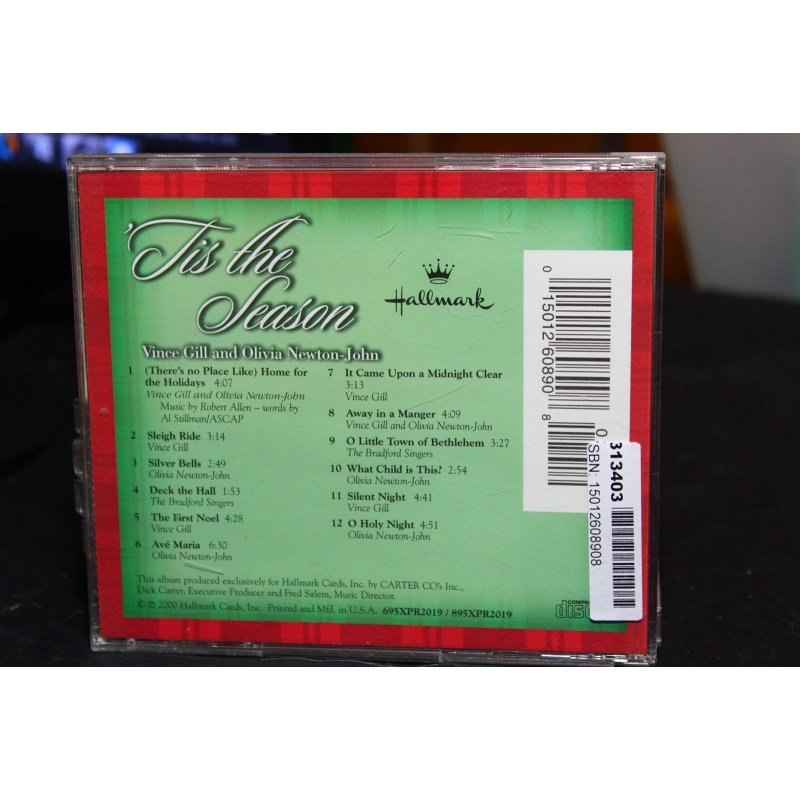 'Tis the
Season
Hallmark
Vince Gill and Olivia Newton-John
1 (There's no Place Like) Home for
the Holidays 4:07
Vince Gill and Olivia Newton-John
Music by Robert Allen – words by
Al Stillman/ASCAP
2 Sleigh Ride 3:14
Vince Gill
3 Silver Bells 2:49
Olivia Newton-John
4 Deck the Hall 1:53
The Bradford Singers
5 The First Noel 4:28
Vince Gill
6 Avé Maria 6:30
Olivia Newton-John
7 It Came Upon a Midnight Clear
3:13
Vince Gill
8 Away in a Manger 4:09
Vince Gill and Olivia Newton-John
9 O Little Town of Bethlehem 3:27
The Bradford Singers
10 What Child is This? 2:54
Olivia Newton-John
11 Silent Night 4:41
Vince Gill
12 O Holy Night 4:51
Olivia Newton-John
This album produced exclusively for Hallmark Cards, Inc. by CARTER CO's Inc.,
Dick Carter, Executive Producer and Fred Salem, Music Director.
© ℗ 2000 Hallmark Cards, Inc. Printed and Mfd. in U.S.A. 695XPR2019 / 895XPR2019
0 15012 60890 8
313403
SBN: 15012608908